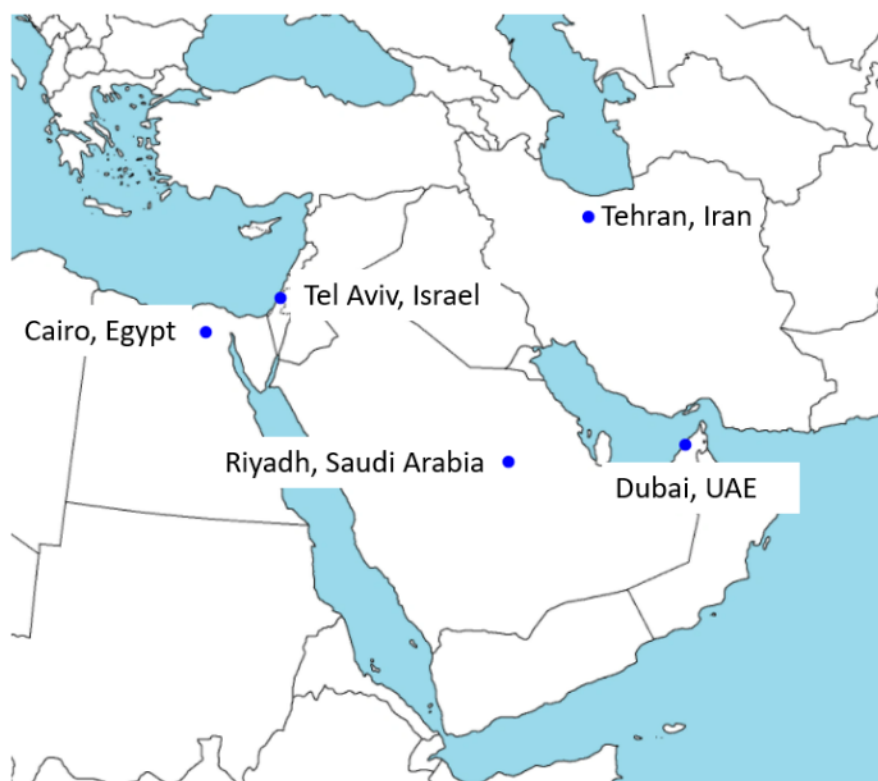 Tehran, Iran
Tel Aviv, Israel
Cairo, Egypt
Riyadh, Saudi Arabia
Dubai, UAE